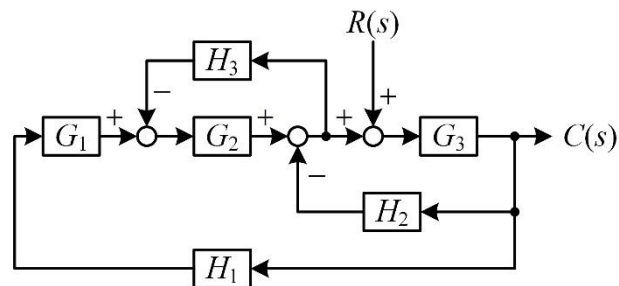 R(s)
H₃
− +
+ + +
G₁ G₂ G₃ C(s)
−
H₂
H₁